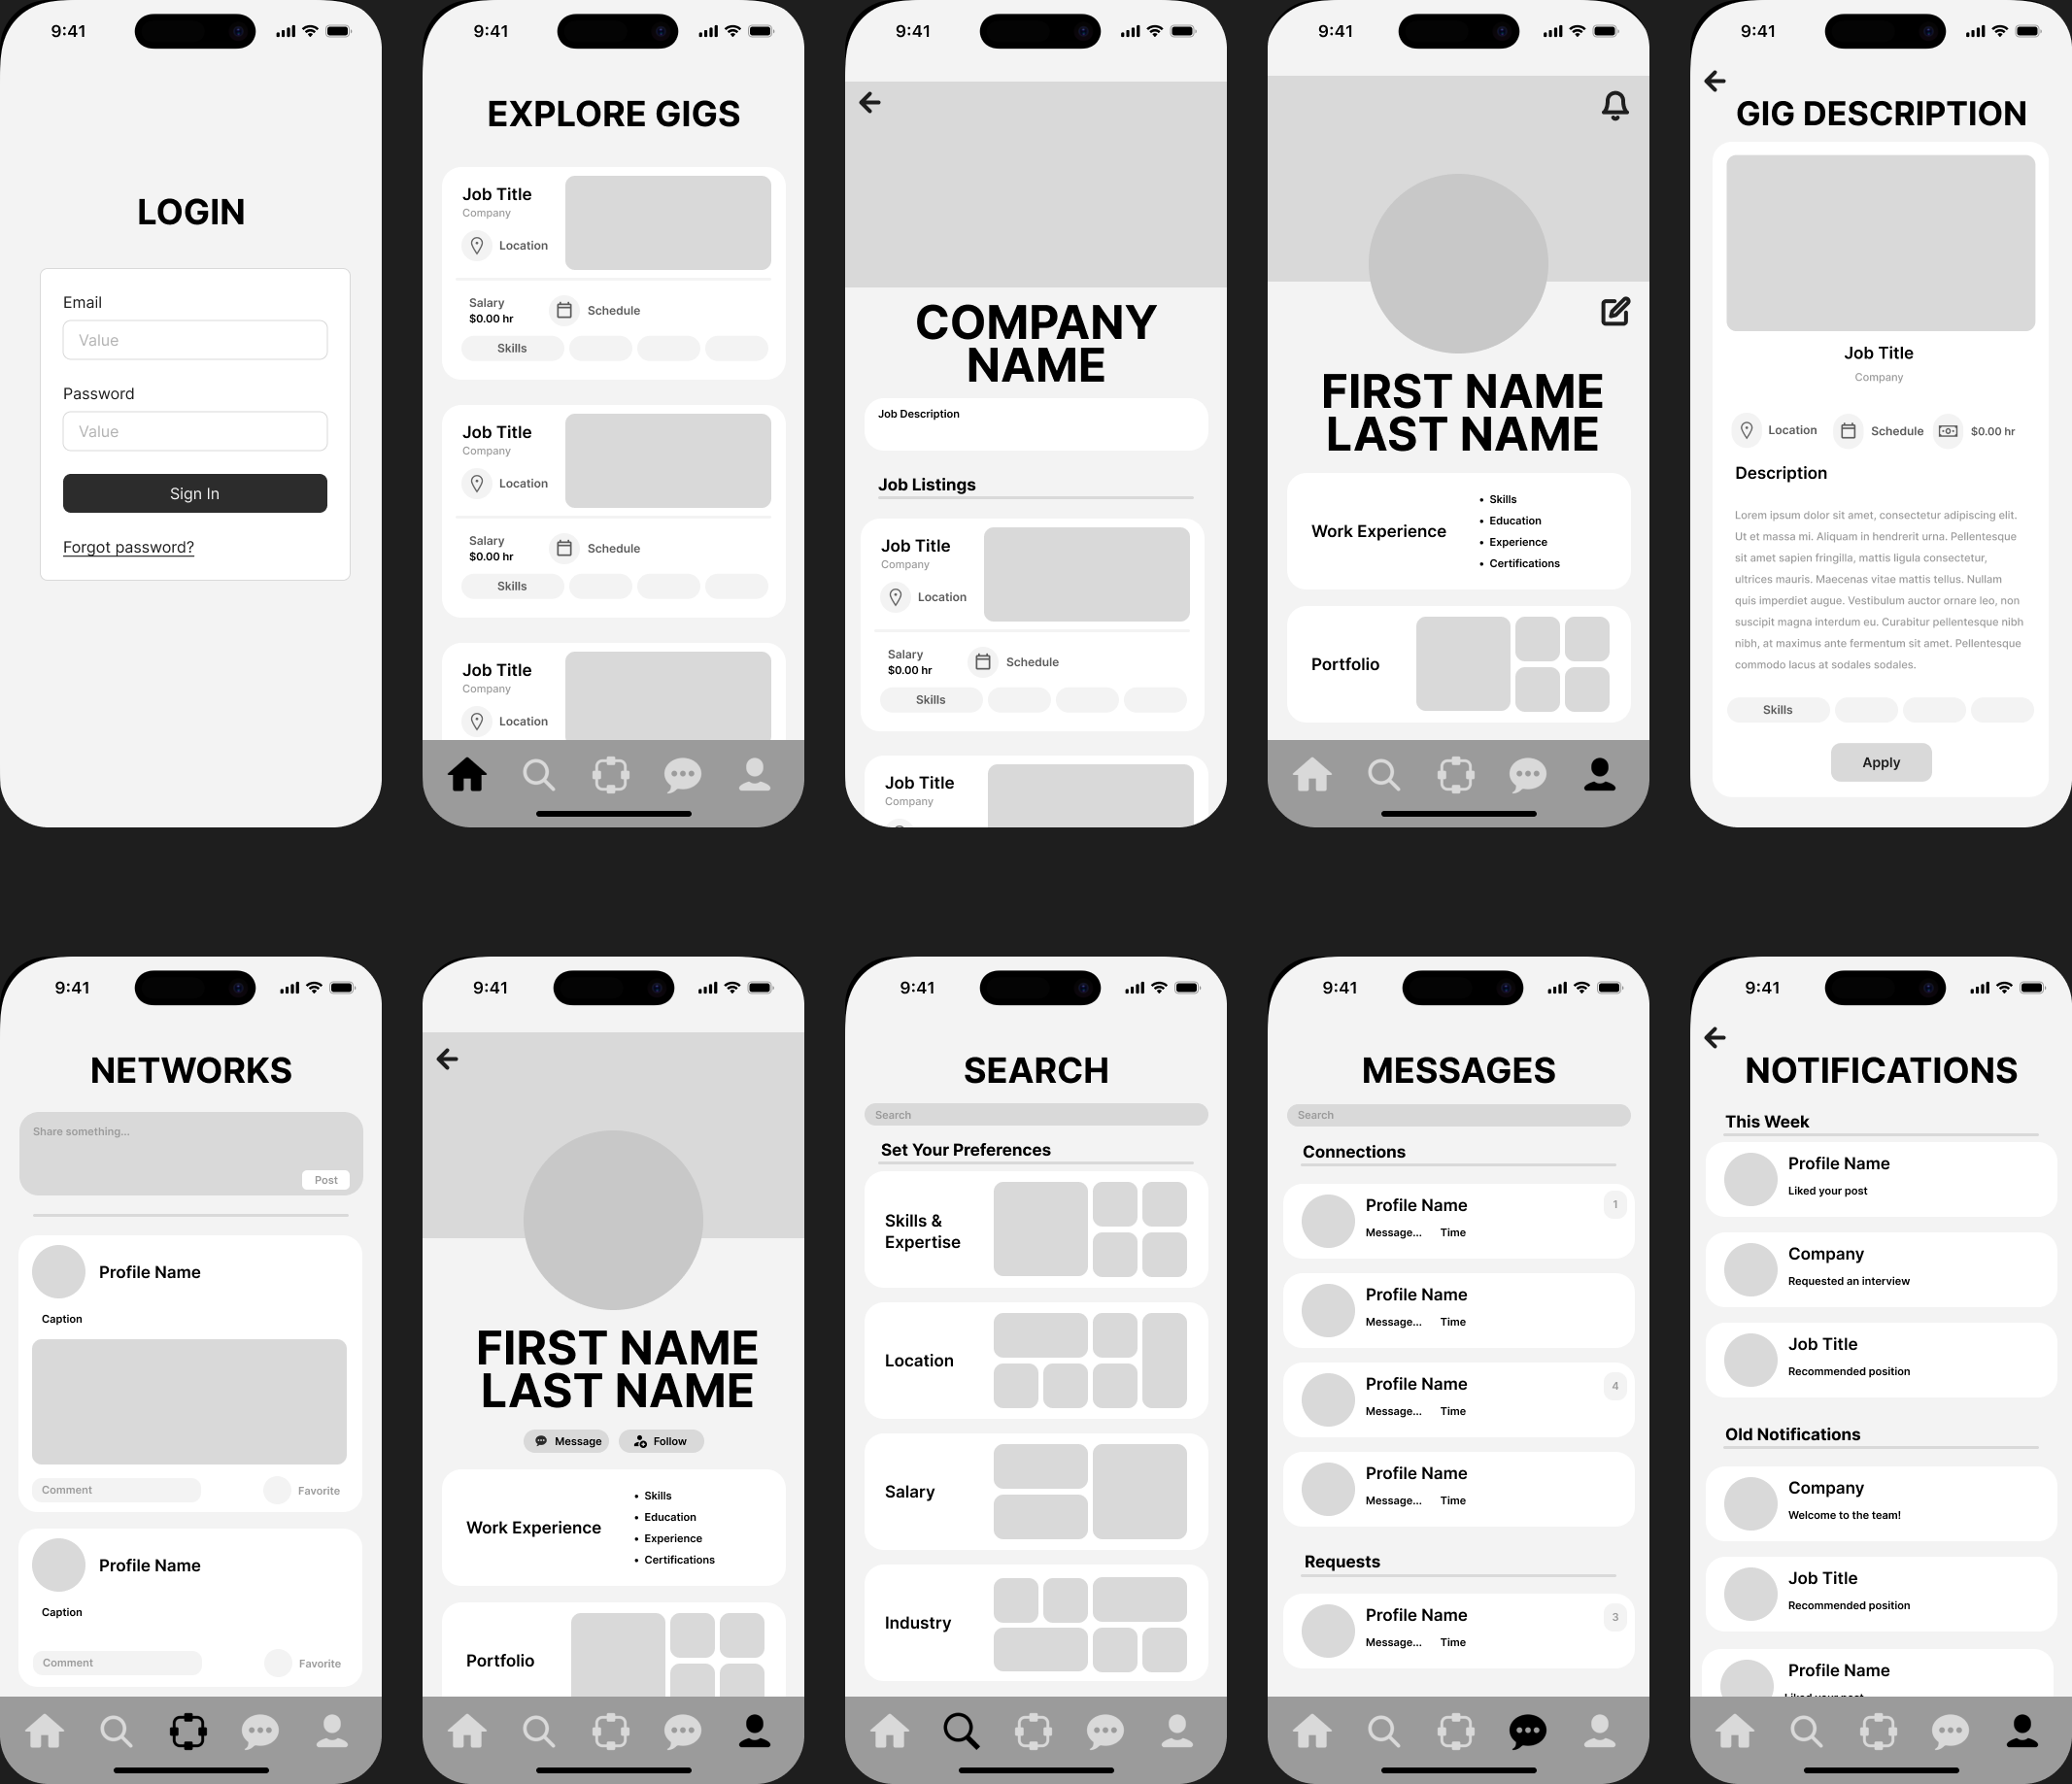 9:41
LOGIN
Email
Value
Password
Value
Sign In
Forgot password?
9:41
EXPLORE GIGS
Job Title
Company
Location
Salary
$0.00 hr
Schedule
Skills
Job Title
Company
Location
Salary
$0.00 hr
Schedule
Skills
Job Title
Company
Location
9:41
COMPANY
NAME
Job Description
Job Listings
Job Title
Company
Location
Salary
$0.00 hr
Schedule
Skills
Job Title
Company
9:41
FIRST NAME
LAST NAME
Work Experience
• Skills
• Education
• Experience
• Certifications
Portfolio
9:41
GIG DESCRIPTION
Job Title
Company
Location Schedule $0.00 hr
Description
Lorem ipsum dolor sit amet, consectetur adipiscing elit.
Ut et massa mi. Aliquam in hendrerit urna. Pellentesque
sit amet sapien fringilla, mattis ligula consectetur,
ultrices mauris. Maecenas vitae mattis tellus. Nullam
quis imperdiet augue. Vestibulum auctor ornare leo, non
suscipit magna interdum eu. Curabitur pellentesque nibh
nibh, at maximus ante fermentum sit amet. Pellentesque
commodo lacus at sodales sodales.
Skills
Apply
9:41
NETWORKS
Share something...
Post
Profile Name
Caption
Comment
Favorite
Profile Name
Caption
Comment
Favorite
9:41
FIRST NAME
LAST NAME
Message
Follow
Work Experience
• Skills
• Education
• Experience
• Certifications
Portfolio
9:41
SEARCH
Search
Set Your Preferences
Skills &
Expertise
Location
Salary
Industry
9:41
MESSAGES
Search
Connections
Profile Name
1
Message... Time
Profile Name
Message... Time
Profile Name
4
Message... Time
Profile Name
Message... Time
Requests
Profile Name
3
Message... Time
9:41
NOTIFICATIONS
This Week
Profile Name
Liked your post
Company
Requested an interview
Job Title
Recommended position
Old Notifications
Company
Welcome to the team!
Job Title
Recommended position
Profile Name
Liked your post